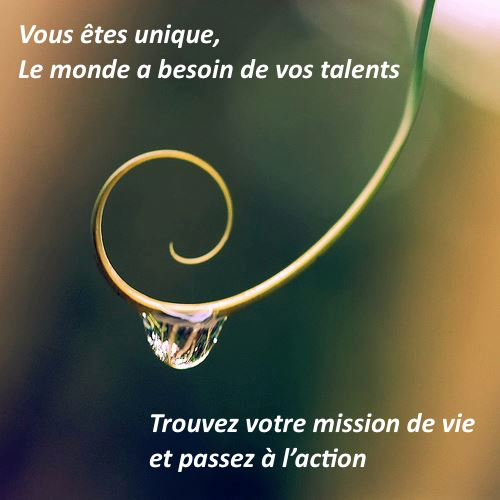 Vous êtes unique,
Le monde a besoin de vos talents
Trouvez votre mission de vie
et passez à l’action